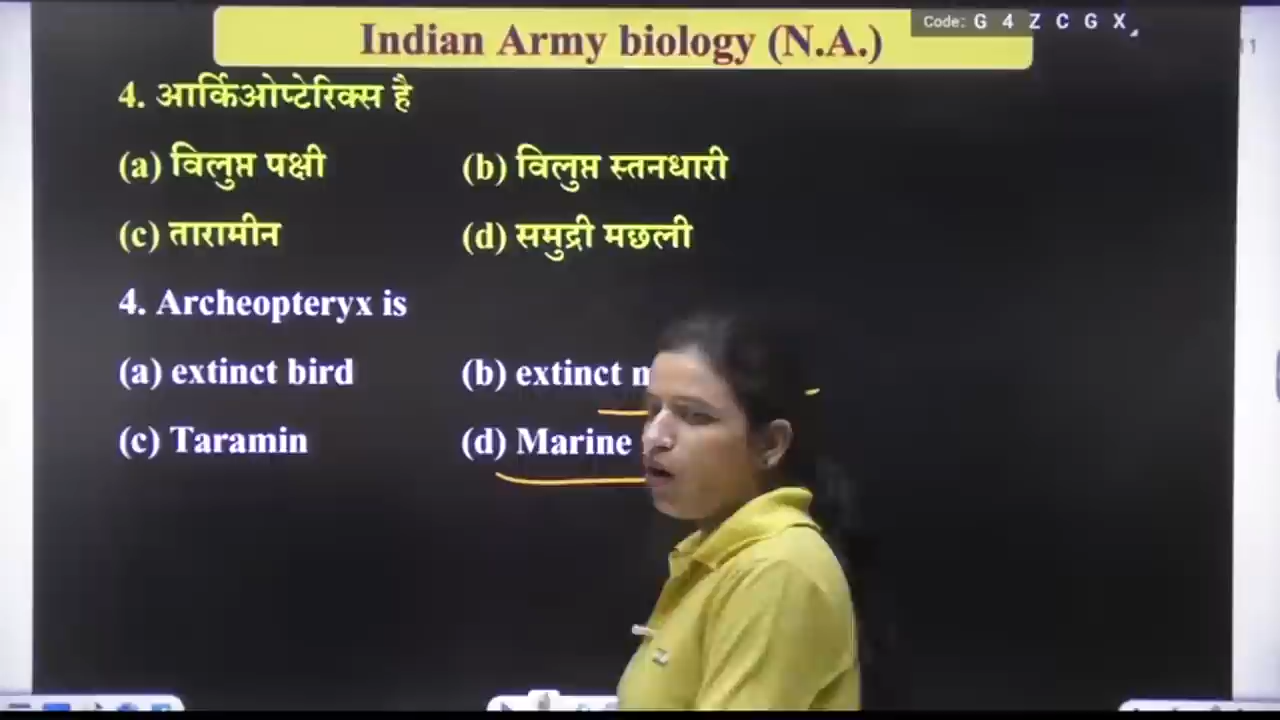 Code: G 4 Z C G X
Indian Army biology (N.A.)
11
4. आर्किओप्टेरिक्स है
(a) विलुप्त पक्षी (b) विलुप्त स्तनधारी
(c) तारामीन (d) समुद्री मछली
4. Archeopteryx is
(a) extinct bird (b) extinct
(c) Taramin (d) Marine